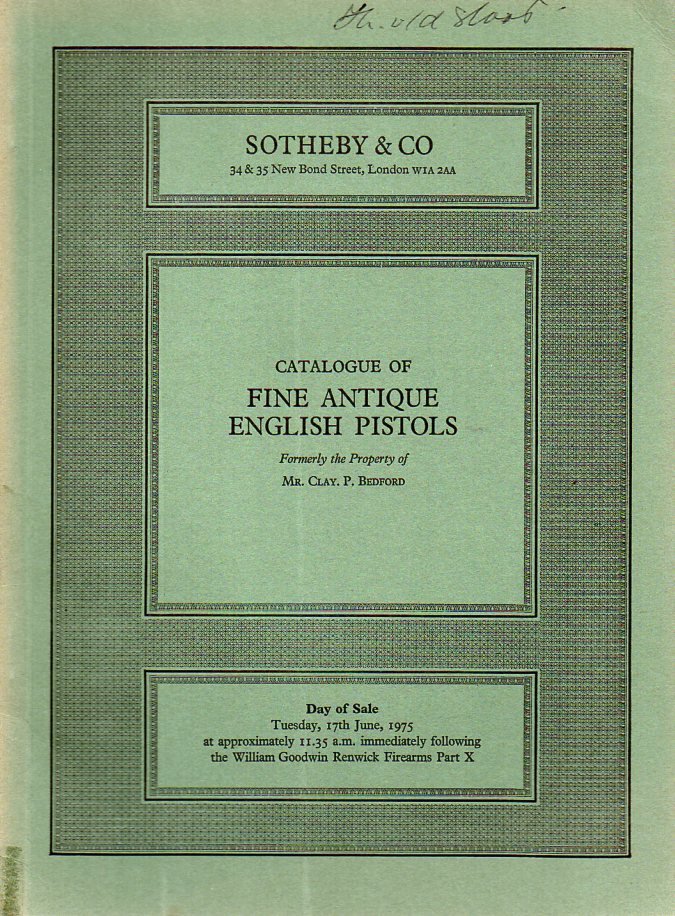 old
SOTHEBY & CO
34 & 35 New Bond Street, London W1A 2AA
CATALOGUE OF
FINE ANTIQUE
ENGLISH PISTOLS
Formerly the Property of
MR. CLAY. P. BEDFORD
Day of Sale
Tuesday, 17th June, 1975
at approximately 11.35 a.m. immediately following
the William Goodwin Renwick Firearms Part X